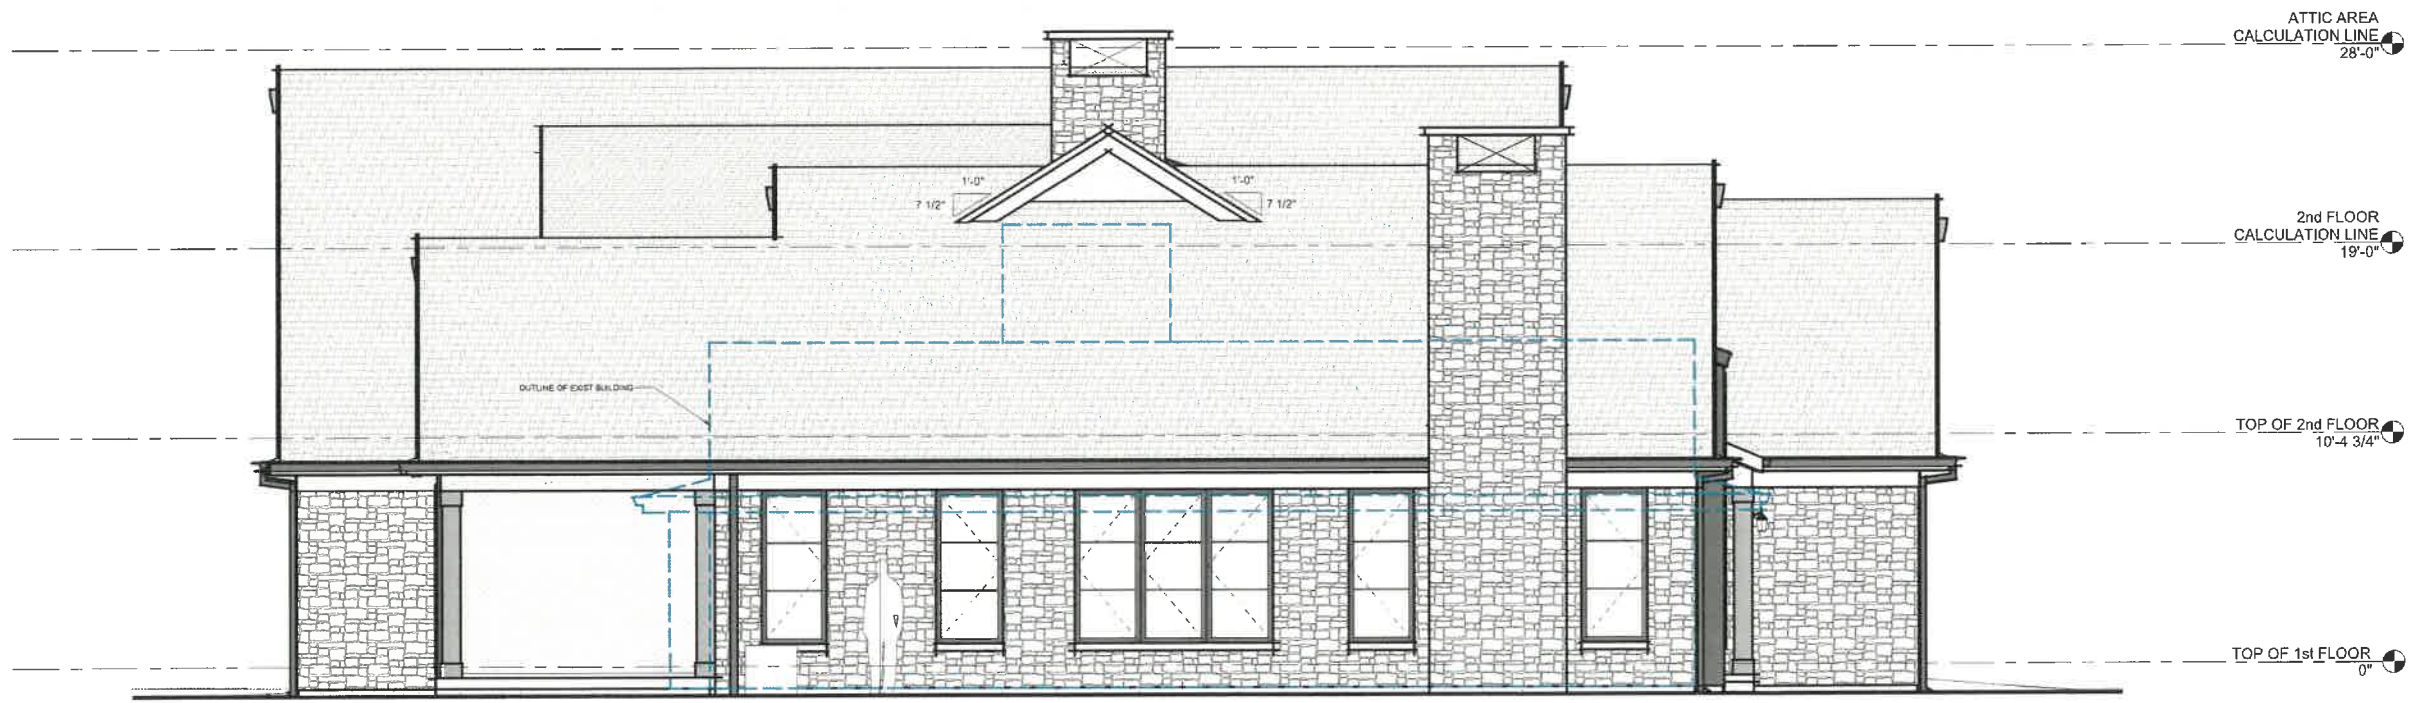 ATTIC AREA
CALCULATION LINE
28'-0"
1'-0"
1'-0"
7 1/2"
7 1/2"
2nd FLOOR
CALCULATION LINE
19'-0"
OUTLINE OF EXIST BUILDING
TOP OF 2nd FLOOR
10'-4 3/4"
TOP OF 1st FLOOR
0"